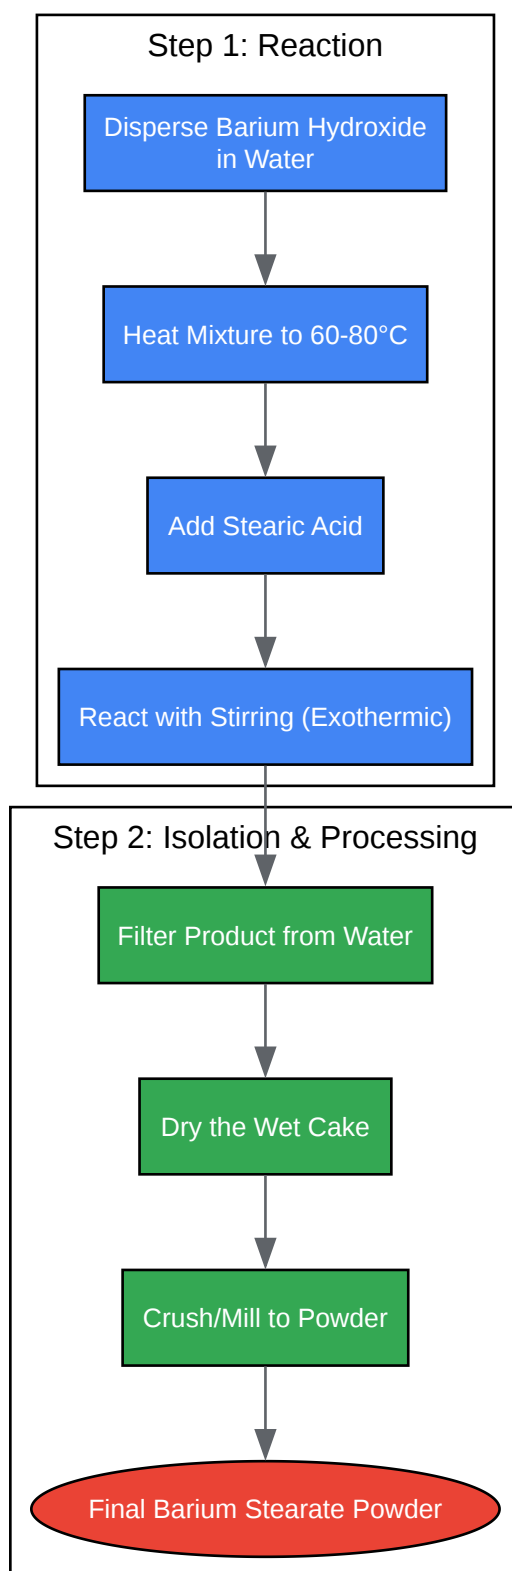 Step 1: Reaction
Disperse Barium Hydroxide
in Water
Heat Mixture to 60-80°C
Add Stearic Acid
React with Stirring (Exothermic)
Step 2: Isolation & Processing
Filter Product from Water
Dry the Wet Cake
Crush/Mill to Powder
Final Barium Stearate Powder